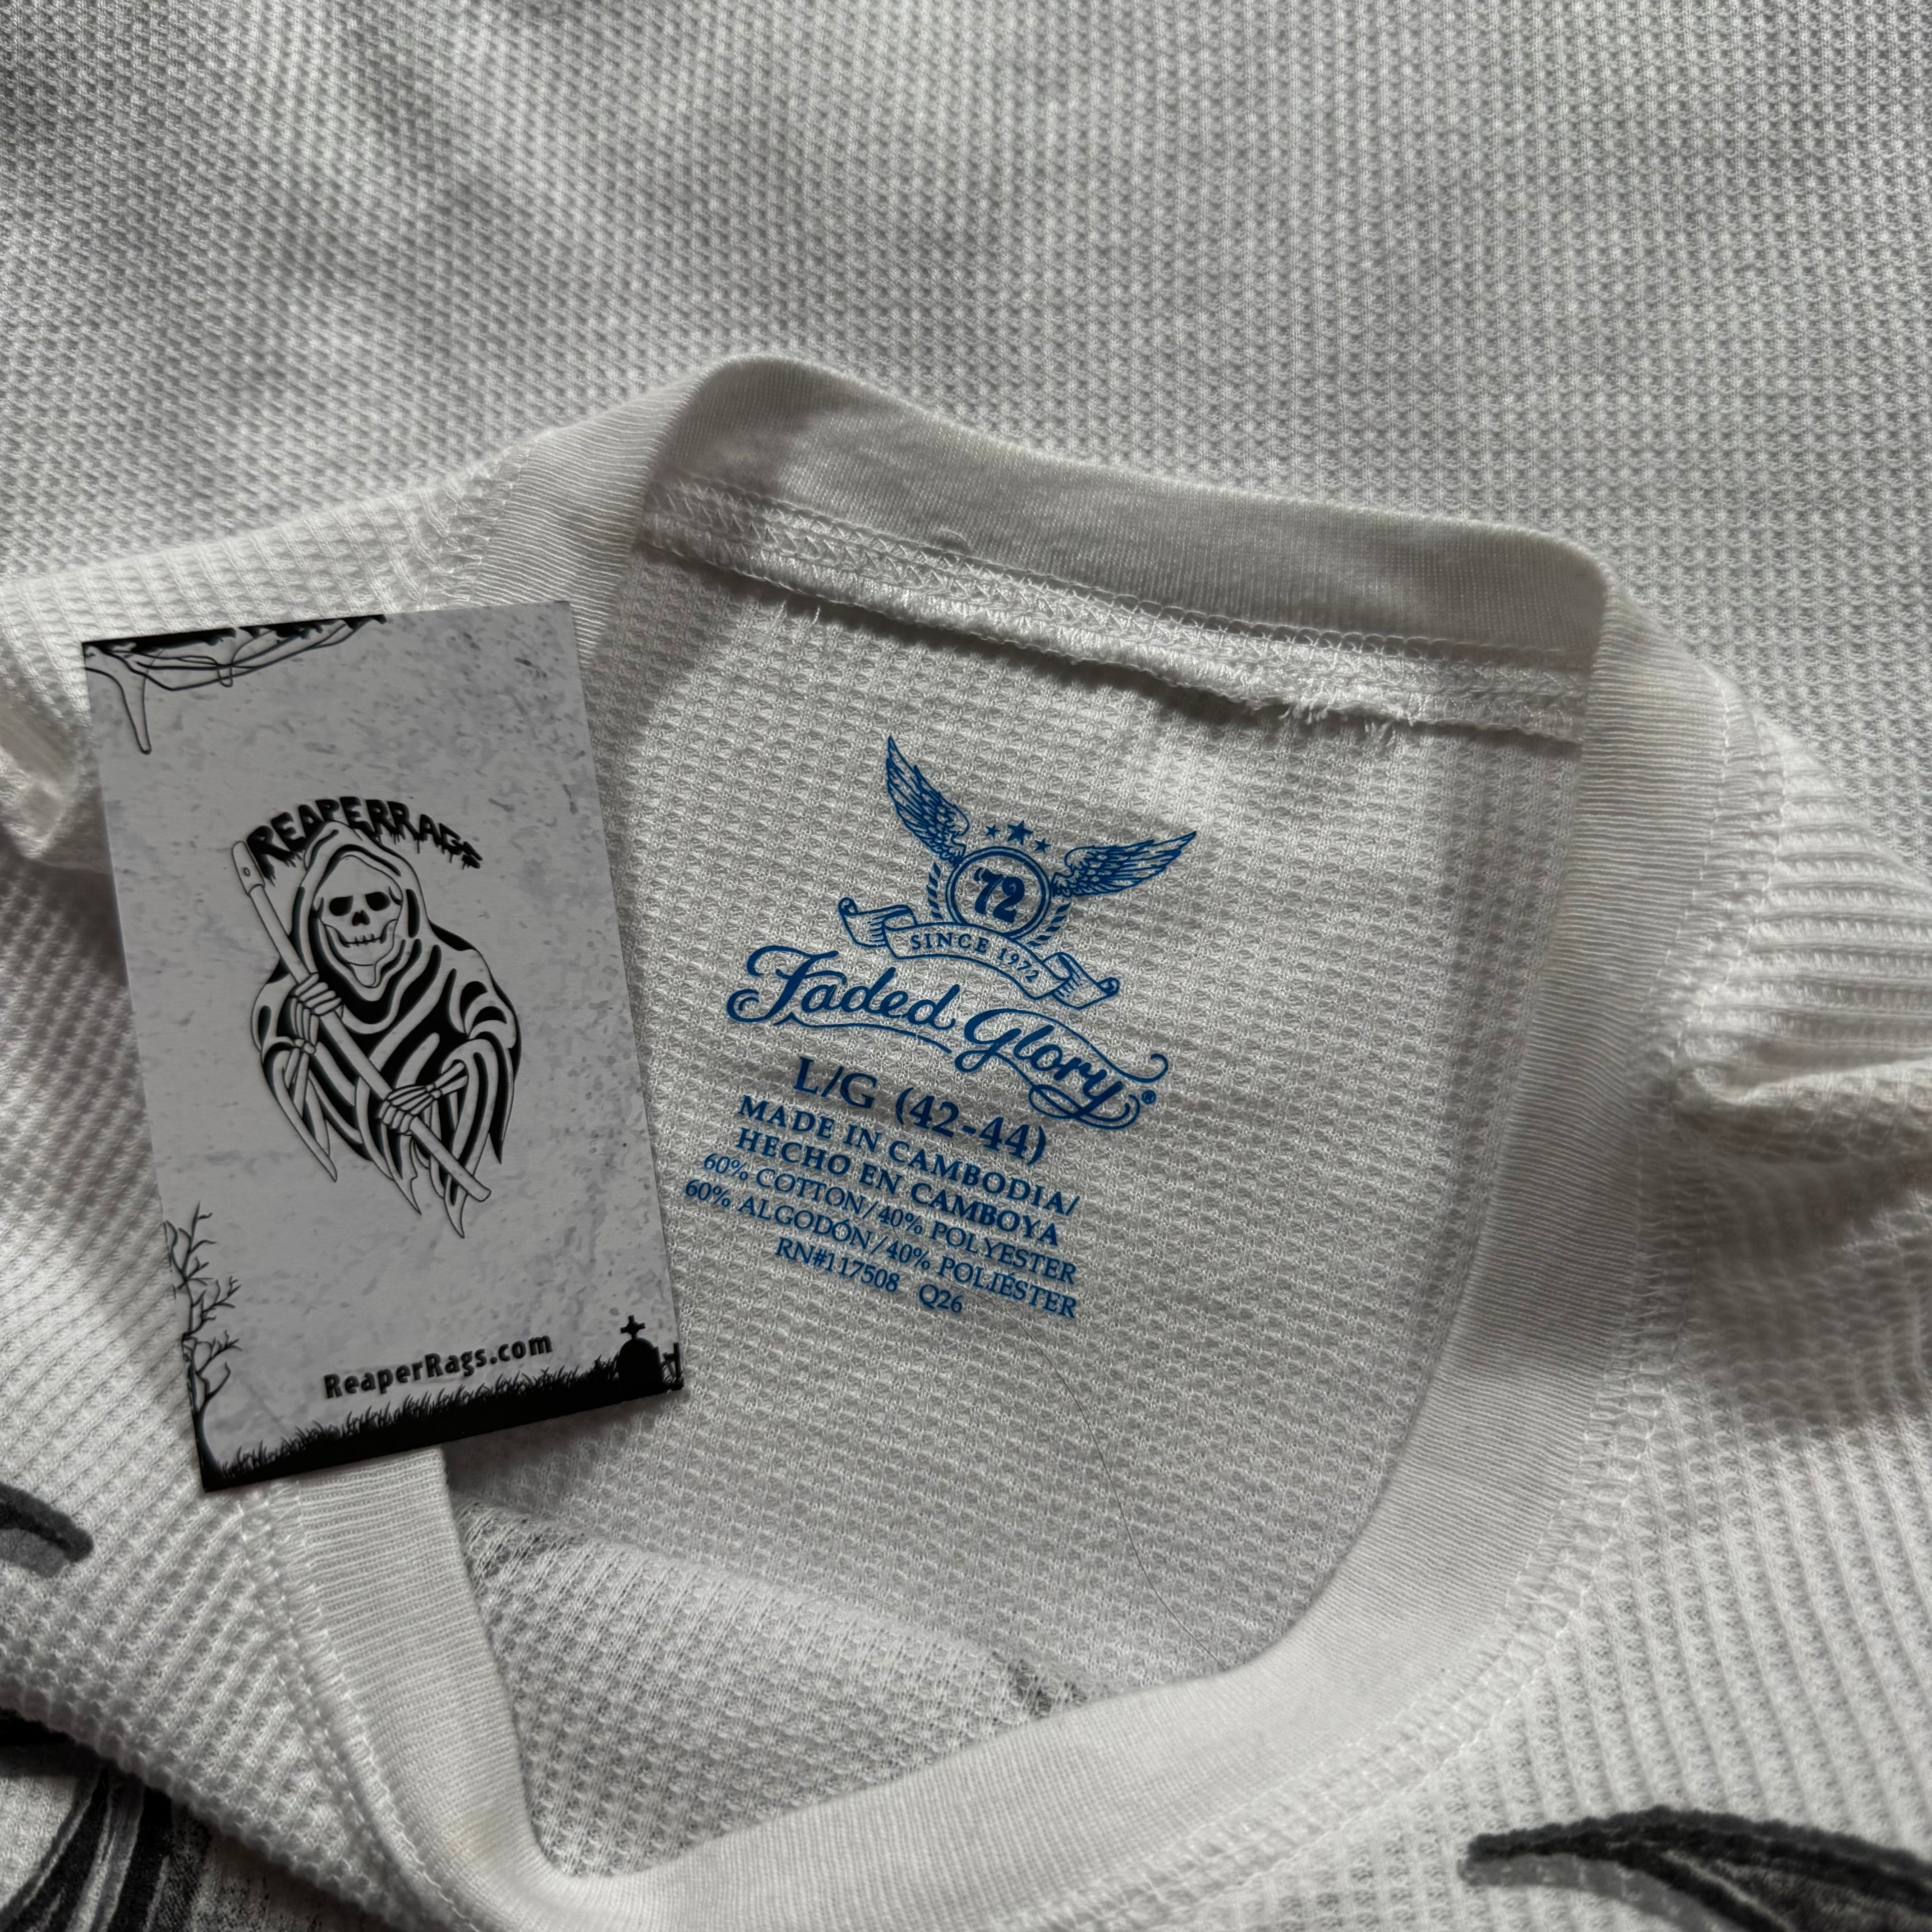 REAPERRAGS
ReaperRags.com
'72
SINCE 1972
Faded Glory®
L/G (42-44)
MADE IN CAMBODIA/
HECHO EN CAMBOYA
60% COTTON/40% POLYESTER
60% ALGODÓN/40% POLIÉSTER
RN#117508 Q26